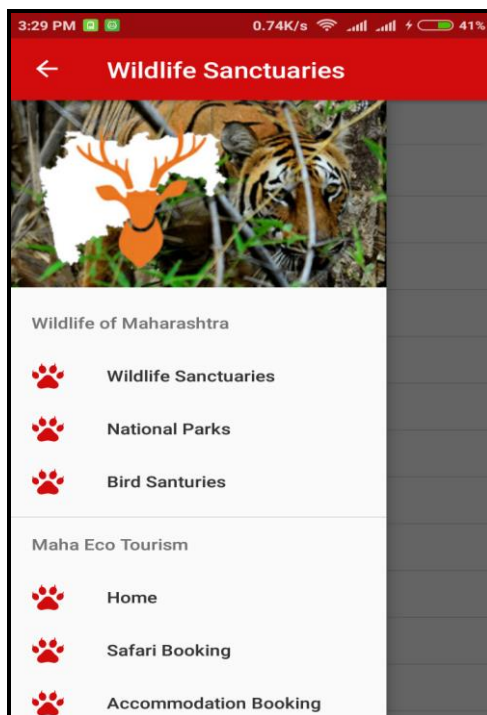 3:29 PM 0.74K/s 41%
Wildlife Sanctuaries
Wildlife of Maharashtra
Wildlife Sanctuaries
National Parks
Bird Santuries
Maha Eco Tourism
Home
Safari Booking
Accommodation Booking